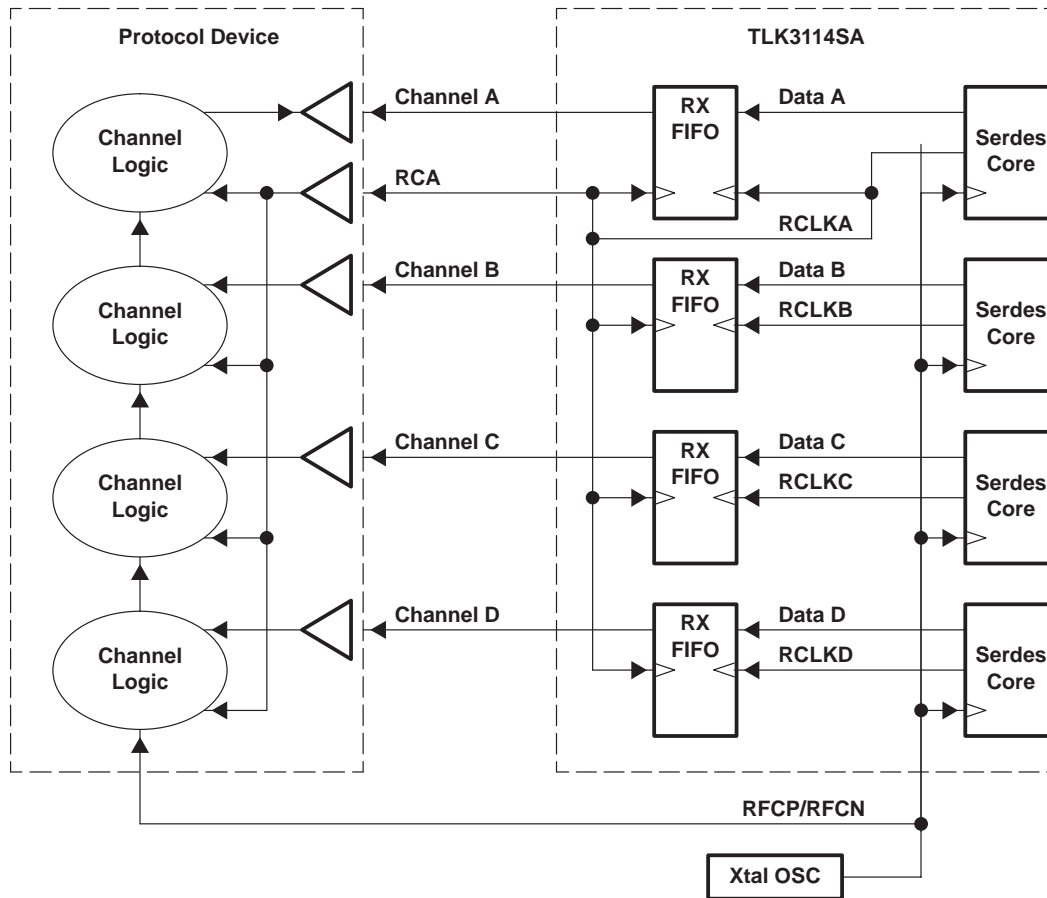 Protocol Device
TLK3114SA
Channel A
RX
FIFO
Data A
Channel
Logic
Serdes
Core
RCA
RCLKA
Channel B
RX
FIFO
Data B
RCLKB
Channel
Logic
Serdes
Core
Channel C
RX
FIFO
Data C
RCLKC
Channel
Logic
Serdes
Core
Channel D
RX
FIFO
Data D
RCLKD
Channel
Logic
Serdes
Core
RFCP/RFCN
Xtal OSC